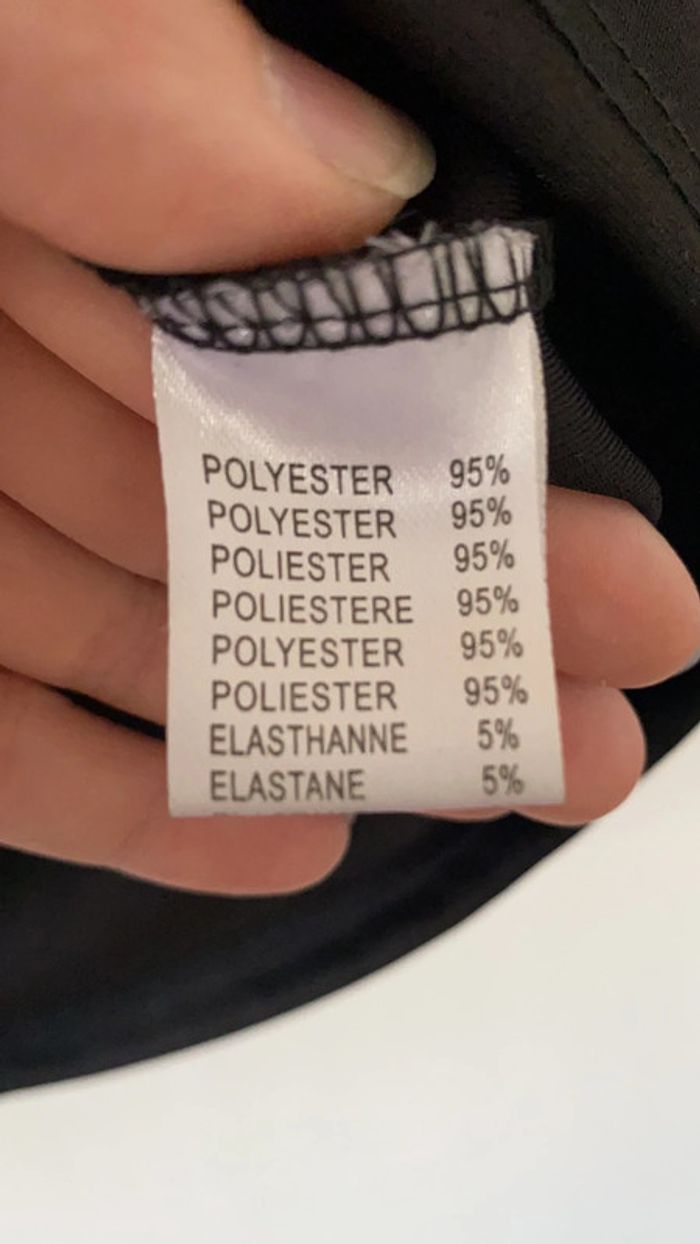 POLYESTER 95%
POLYESTER 95%
POLIESTER 95%
POLIESTERE 95%
POLYESTER 95%
POLIESTER 95%
ELASTHANNE 5%
ELASTANE 5%